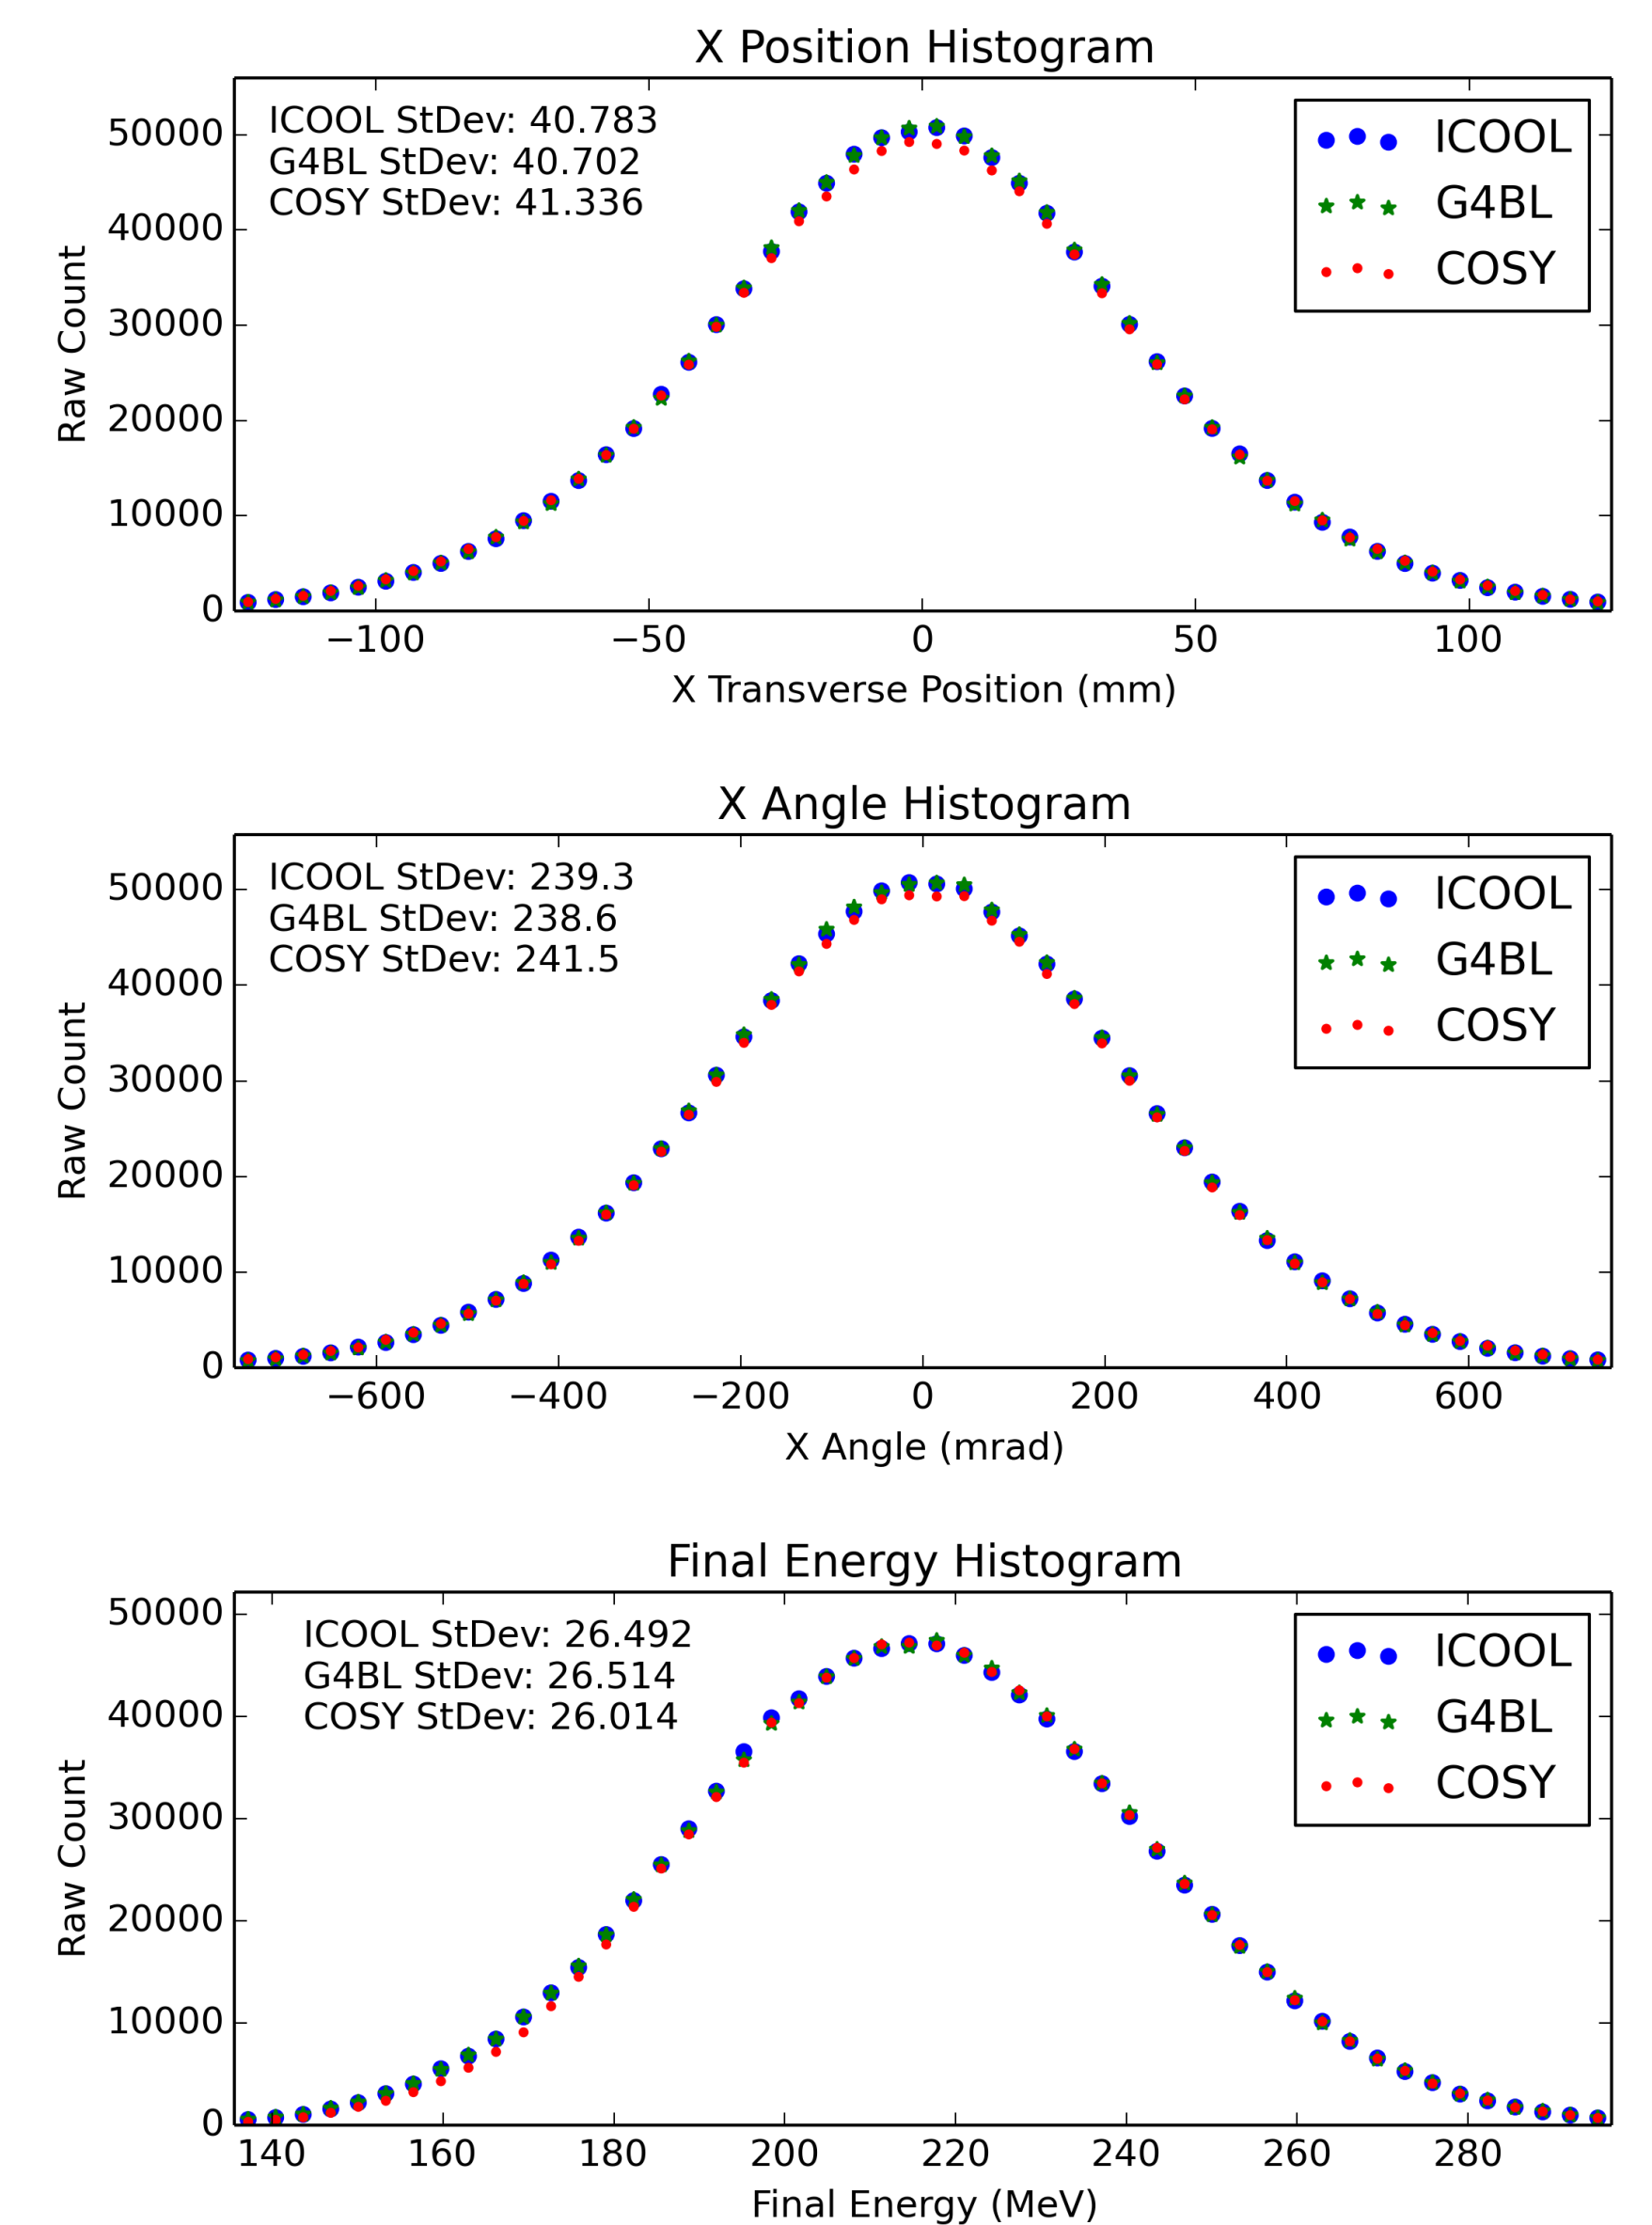 X Position Histogram
ICOOL StDev: 40.783
G4BL StDev: 40.702
COSY StDev: 41.336
ICOOL
G4BL
COSY
Raw Count
50000
40000
30000
20000
10000
0
−100
−50
0
50
100
X Transverse Position (mm)
X Angle Histogram
ICOOL StDev: 239.3
G4BL StDev: 238.6
COSY StDev: 241.5
ICOOL
G4BL
COSY
Raw Count
50000
40000
30000
20000
10000
0
−600
−400
−200
0
200
400
600
X Angle (mrad)
Final Energy Histogram
ICOOL StDev: 26.492
G4BL StDev: 26.514
COSY StDev: 26.014
ICOOL
G4BL
COSY
Raw Count
50000
40000
30000
20000
10000
0
140
160
180
200
220
240
260
280
Final Energy (MeV)